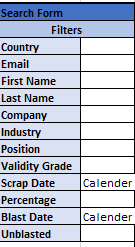 Search Form
Filters
Country
Email
First Name
Last Name
Company
Industry
Position
Validity Grade
Scrap Date Calender
Percentage
Blast Date Calender
Unblasted